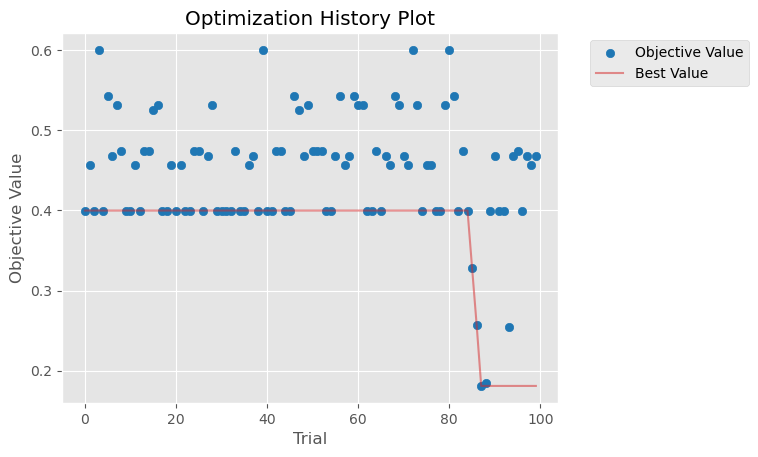 Optimization History Plot
Objective Value
Best Value
0.6
0.5
0.4
0.3
0.2
Objective Value
0
20
40
60
80
100
Trial